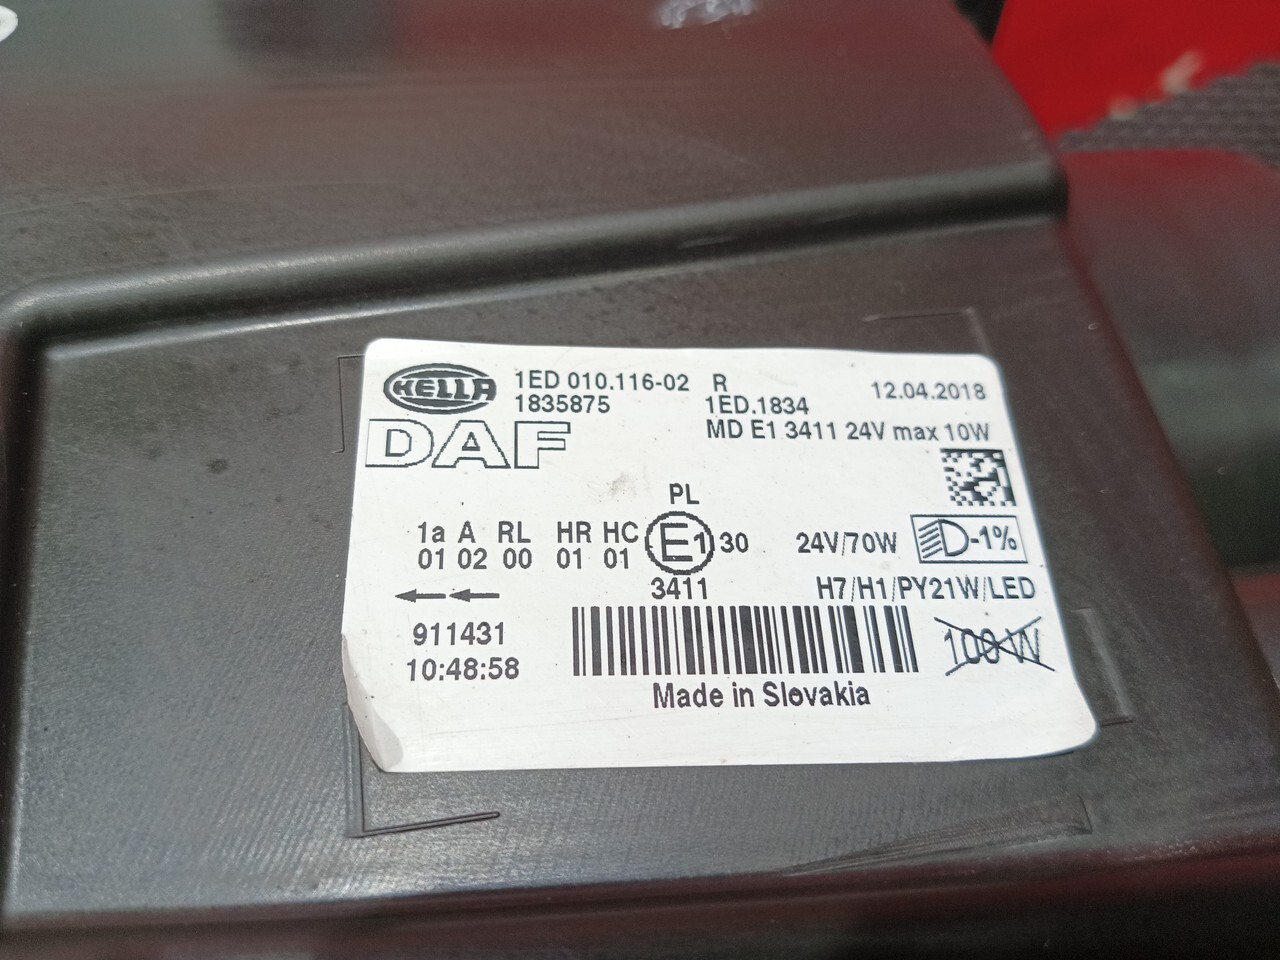 HELLA 1ED 010.116-02 R 12.04.2018
1835875 1ED.1834
DAF MD E1 3411 24V max 10W
PL
1a A RL HR HC E1 30 24V/70W D-1%
01 02 00 01 01
3411 H7/H1/PY21W/LED
911431 100 W
10:48:58
Made in Slovakia